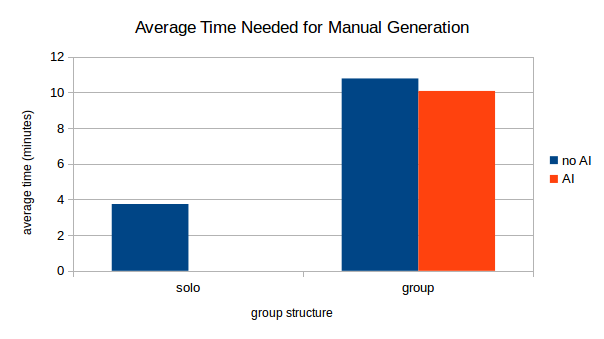 Average Time Needed for Manual Generation
12
10
8
6
4
2
0
average time (minutes)
solo
group
group structure
no AI
AI